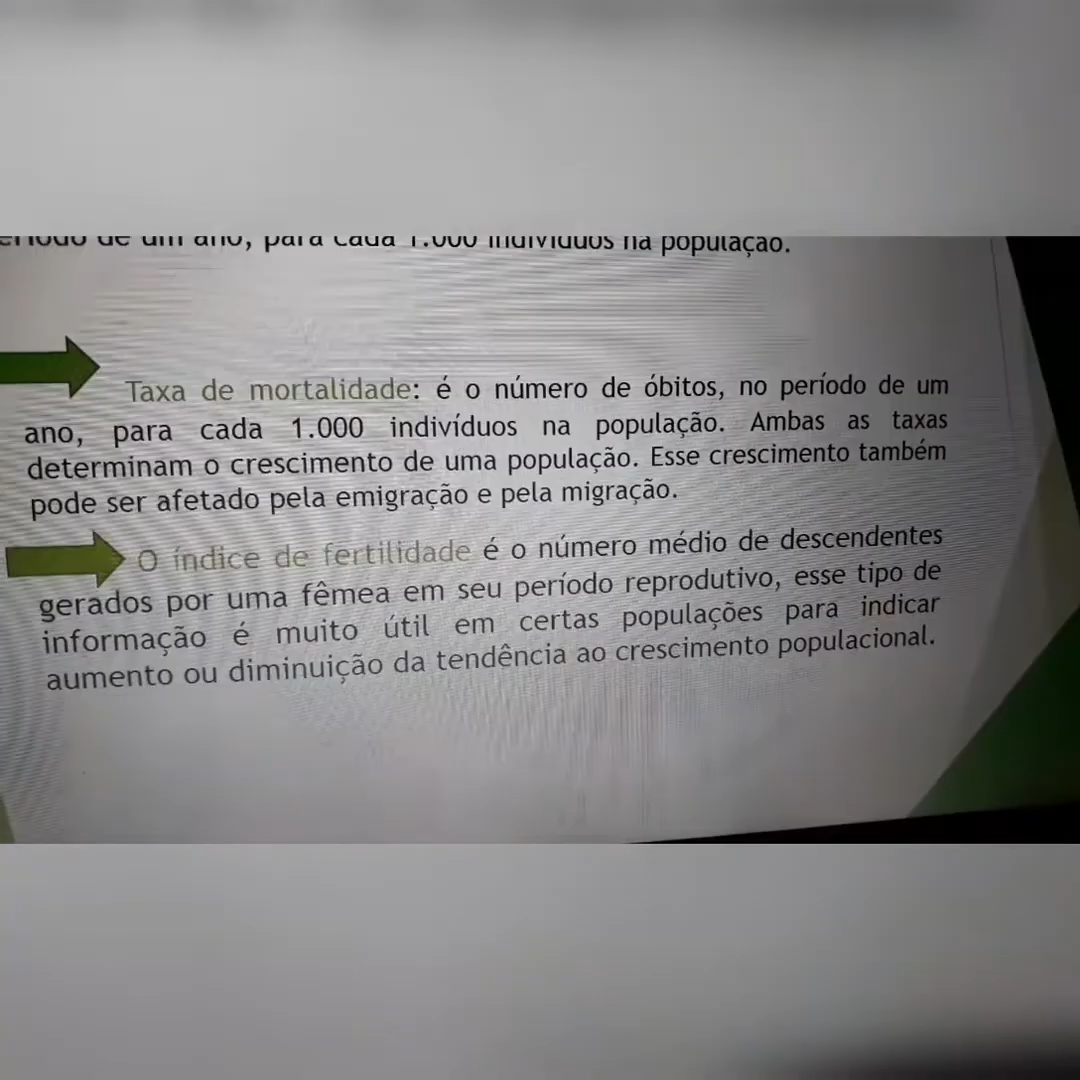 de um ano, para cada 1.000 indivíduos na população.
Taxa de mortalidade: é o número de óbitos, no período de um
ano, para cada 1.000 indivíduos na população. Ambas as taxas
determinam o crescimento de uma população. Esse crescimento também
pode ser afetado pela emigração e pela migração.
O índice de fertilidade é o número médio de descendentes
gerados por uma fêmea em seu período reprodutivo, esse tipo de
informação é muito útil em certas populações para indicar
aumento ou diminuição da tendência ao crescimento populacional.